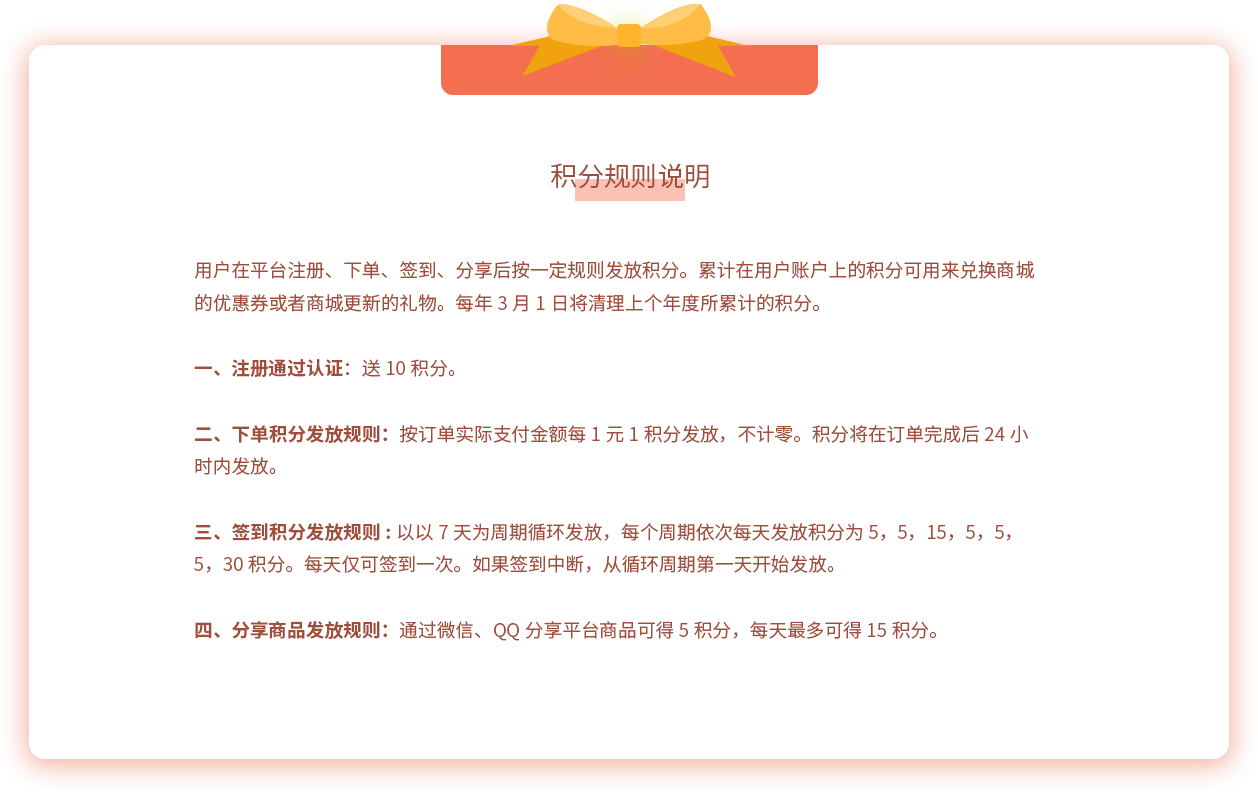 积分规则说明
用户在平台注册、下单、签到、分享后按一定规则发放积分。累计在用户账户上的积分可用来兑换商城
的优惠券或者商城更新的礼物。每年 3 月 1 日将清理上个年度所累计的积分。
一、注册通过认证：送 10 积分。
二、下单积分发放规则：按订单实际支付金额每 1 元 1 积分发放，不计零。积分将在订单完成后 24 小
时内发放。
三、签到积分发放规则 : 以以 7 天为周期循环发放，每个周期依次每天发放积分为 5，5，15，5，5，
5，30 积分。每天仅可签到一次。如果签到中断，从循环周期第一天开始发放。
四、分享商品发放规则：通过微信、QQ 分享平台商品可得 5 积分，每天最多可得 15 积分。